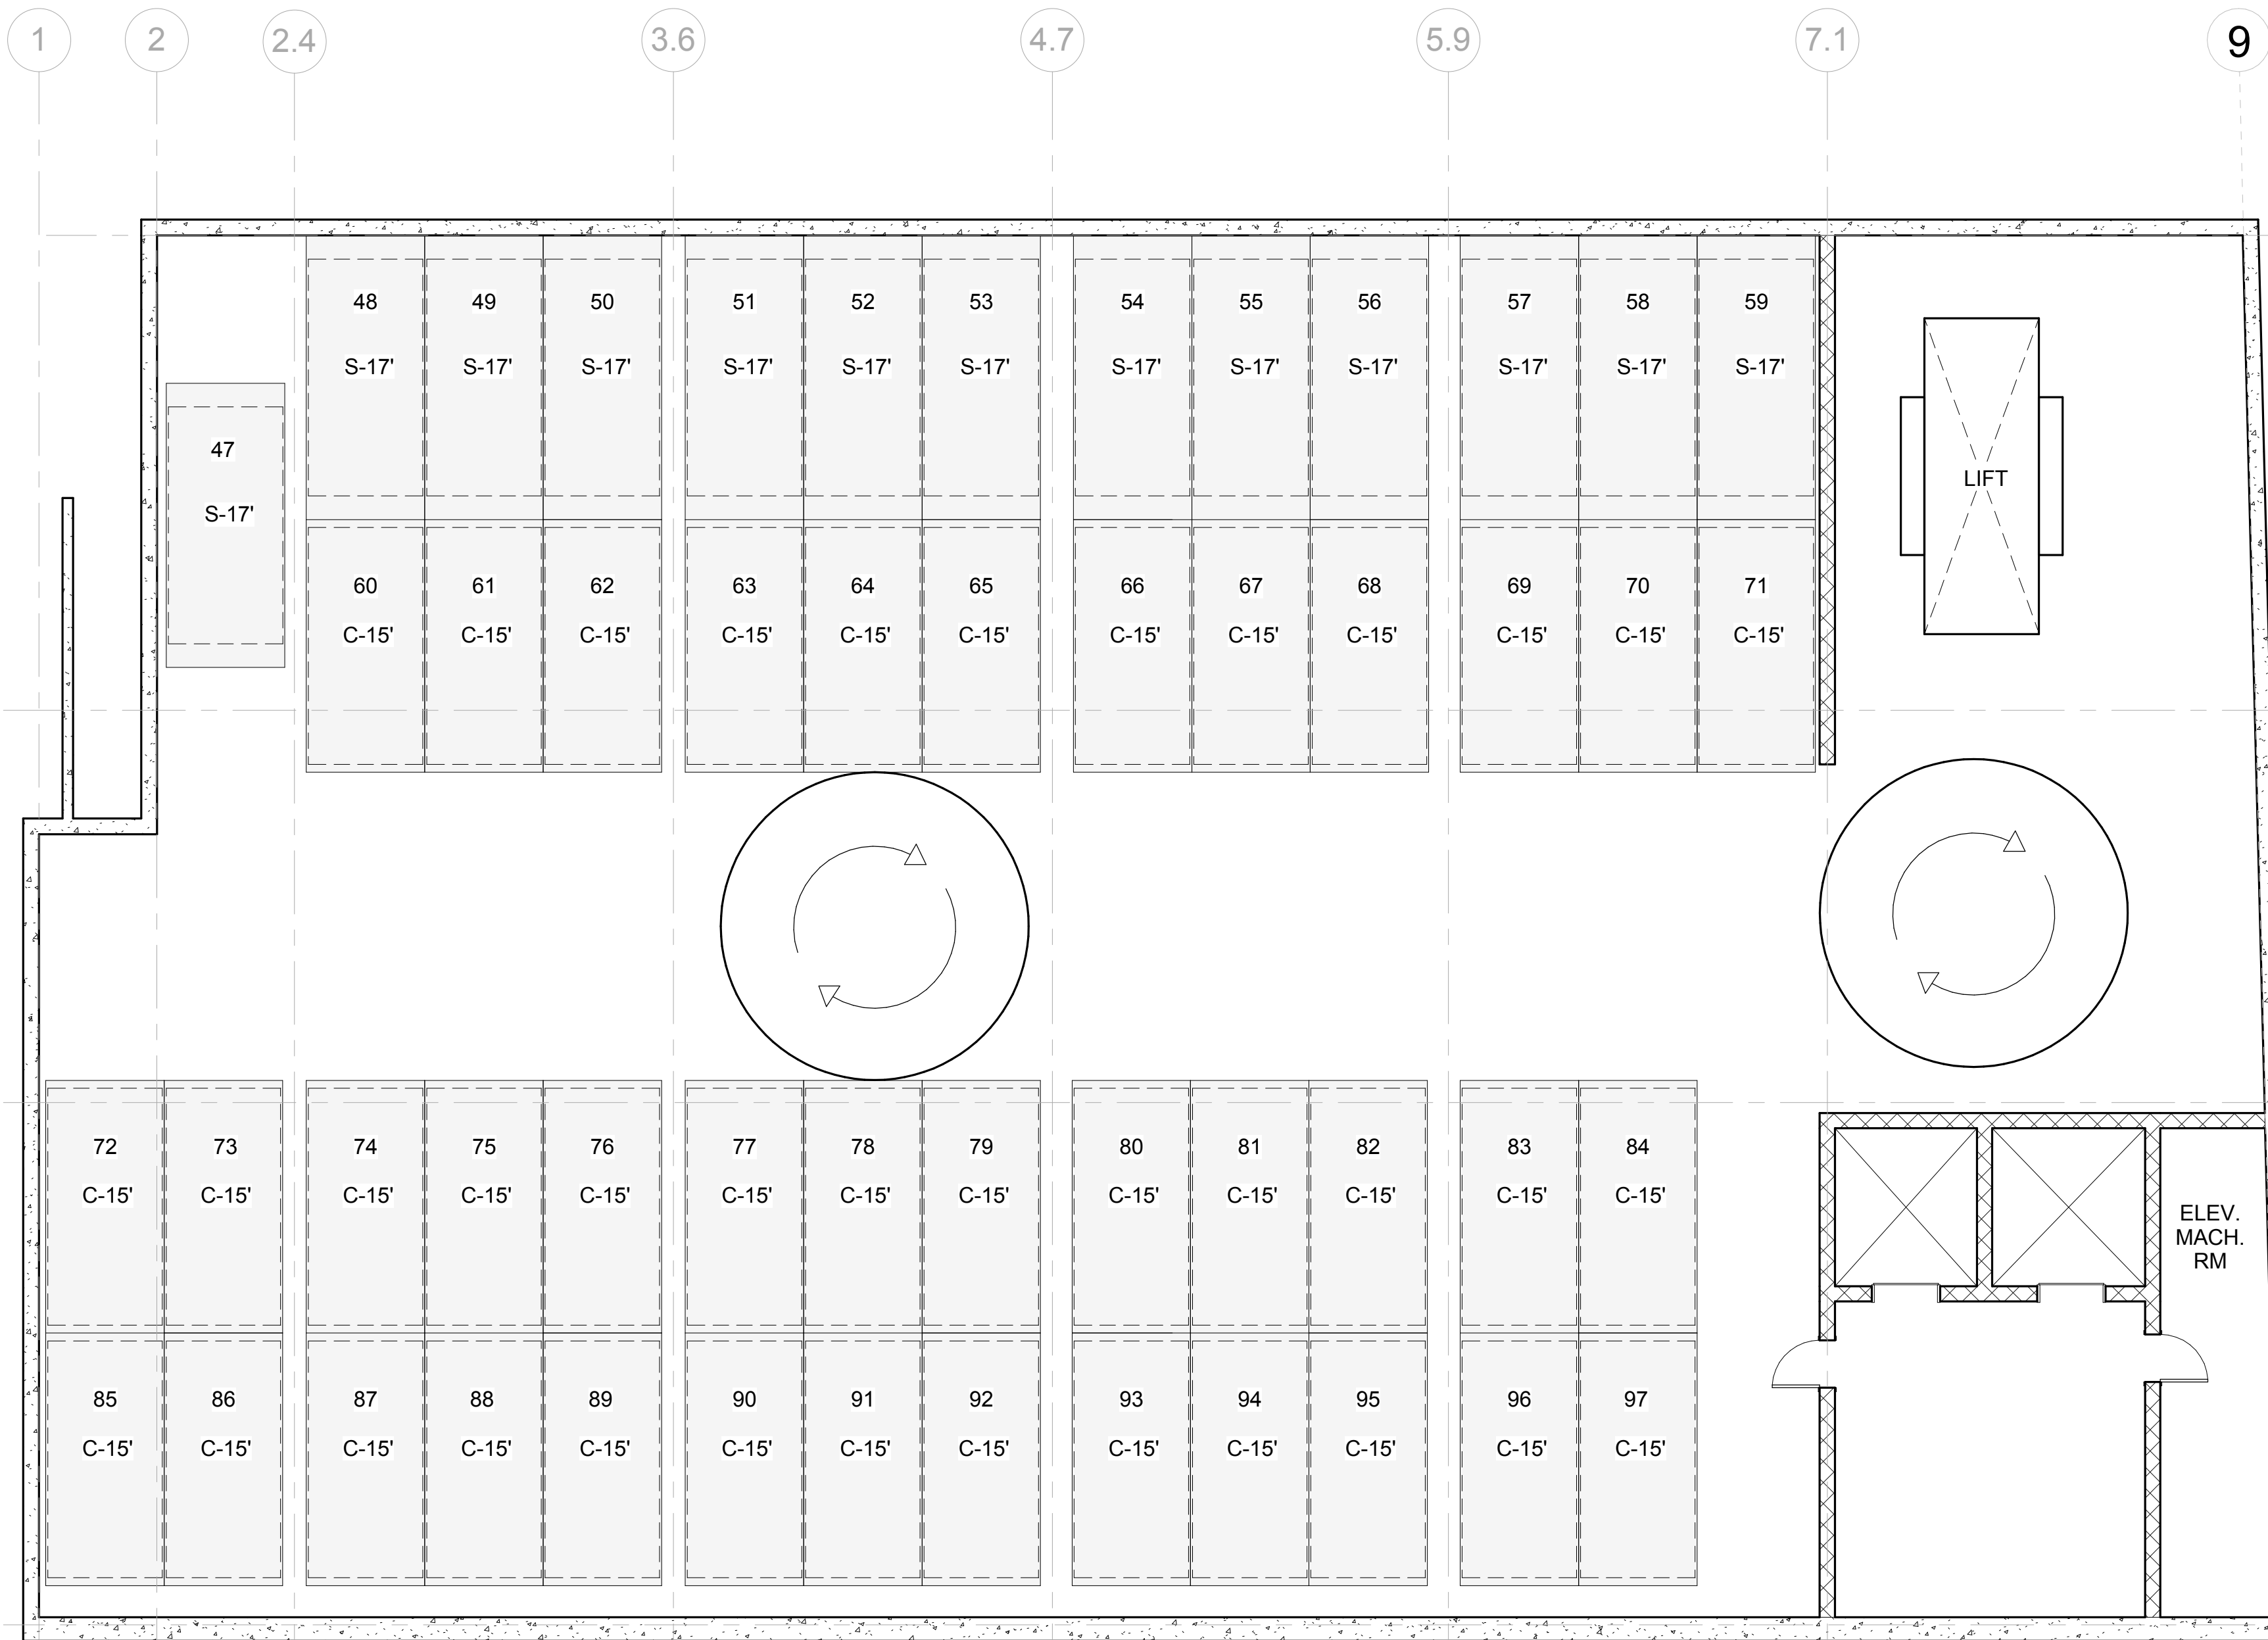 1 2 2.4 3.6 4.7 5.9 7.1 9
48 49 50 51 52 53 54 55 56 57 58 59
S-17' S-17' S-17' S-17' S-17' S-17' S-17' S-17' S-17' S-17' S-17' S-17'
47
S-17'
LIFT
60 61 62 63 64 65 66 67 68 69 70 71
C-15' C-15' C-15' C-15' C-15' C-15' C-15' C-15' C-15' C-15' C-15' C-15'
72 73 74 75 76 77 78 79 80 81 82 83 84
C-15' C-15' C-15' C-15' C-15' C-15' C-15' C-15' C-15' C-15' C-15' C-15' C-15'
ELEV.
MACH.
RM
85 86 87 88 89 90 91 92 93 94 95 96 97
C-15' C-15' C-15' C-15' C-15' C-15' C-15' C-15' C-15' C-15' C-15' C-15' C-15'